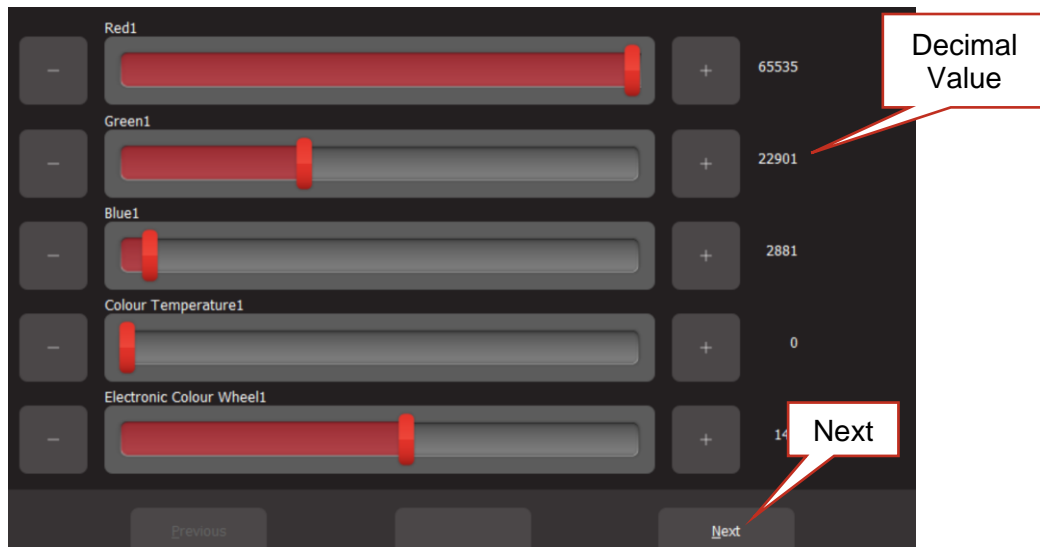 Red1
− + 65535
Decimal
Value
Green1
− + 22901
Blue1
− + 2881
Colour Temperature1
− + 0
Electronic Colour Wheel1
− +
Next
Previous Next